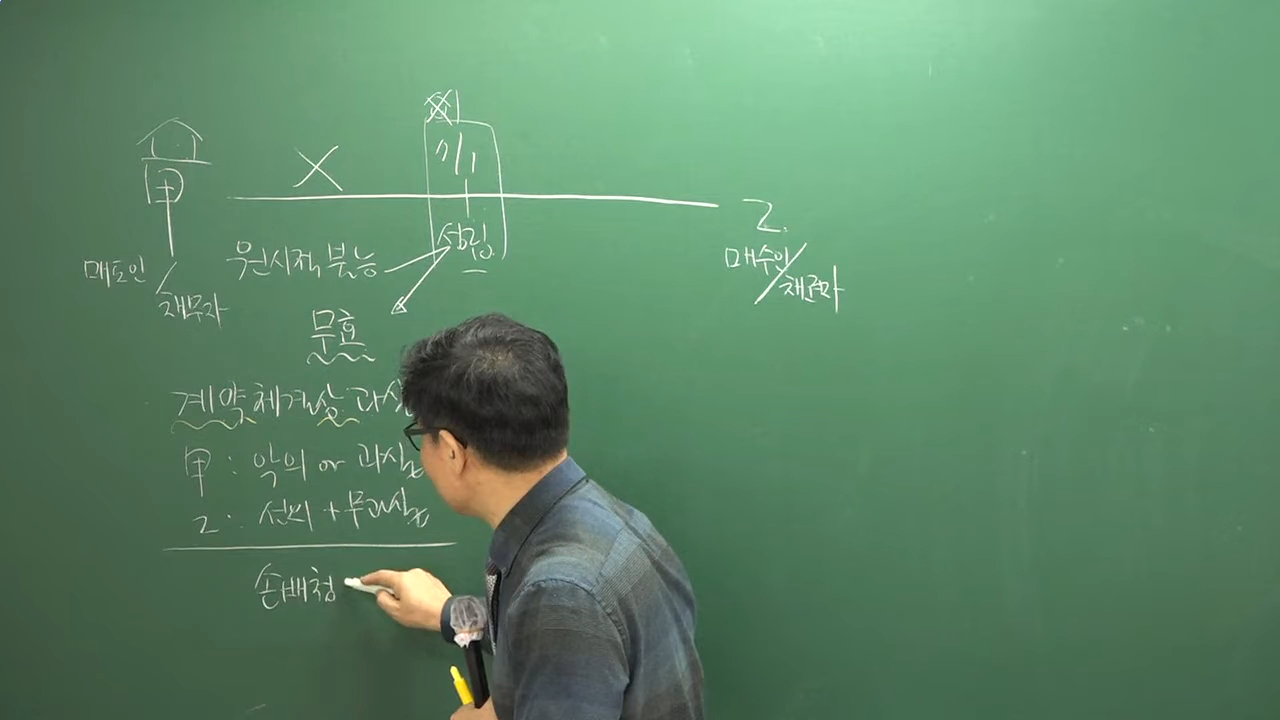 7/1
甲
乙.
원시적 불능
성립
매도인
/ 채무자
매수인
/ 채권자
무효
계약체결상 과실
甲 : 악의 or 과실
乙 : 선의 + 무과실
손배청